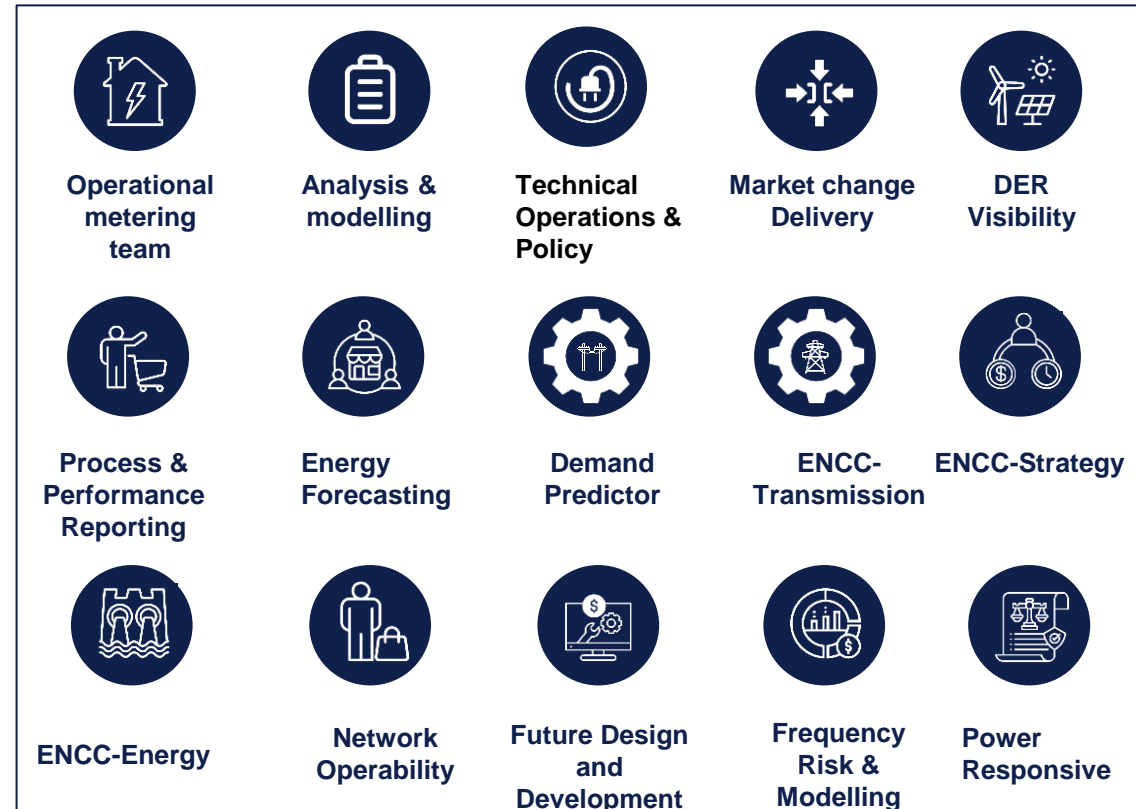 Operational
metering
team
Analysis &
modelling
Technical
Operations &
Policy
Market change
Delivery
DER
Visibility
Process &
Performance
Reporting
Energy
Forecasting
Demand
Predictor
ENCC-
Transmission
ENCC-Strategy
ENCC-Energy
Network
Operability
Future Design
and
Development
Frequency
Risk &
Modelling
Power
Responsive